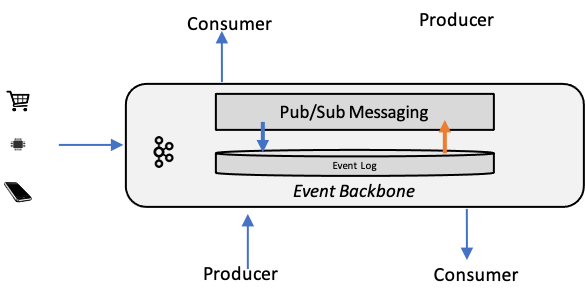 Consumer
Producer
Pub/Sub Messaging
Event Log
Event Backbone
Producer
Consumer